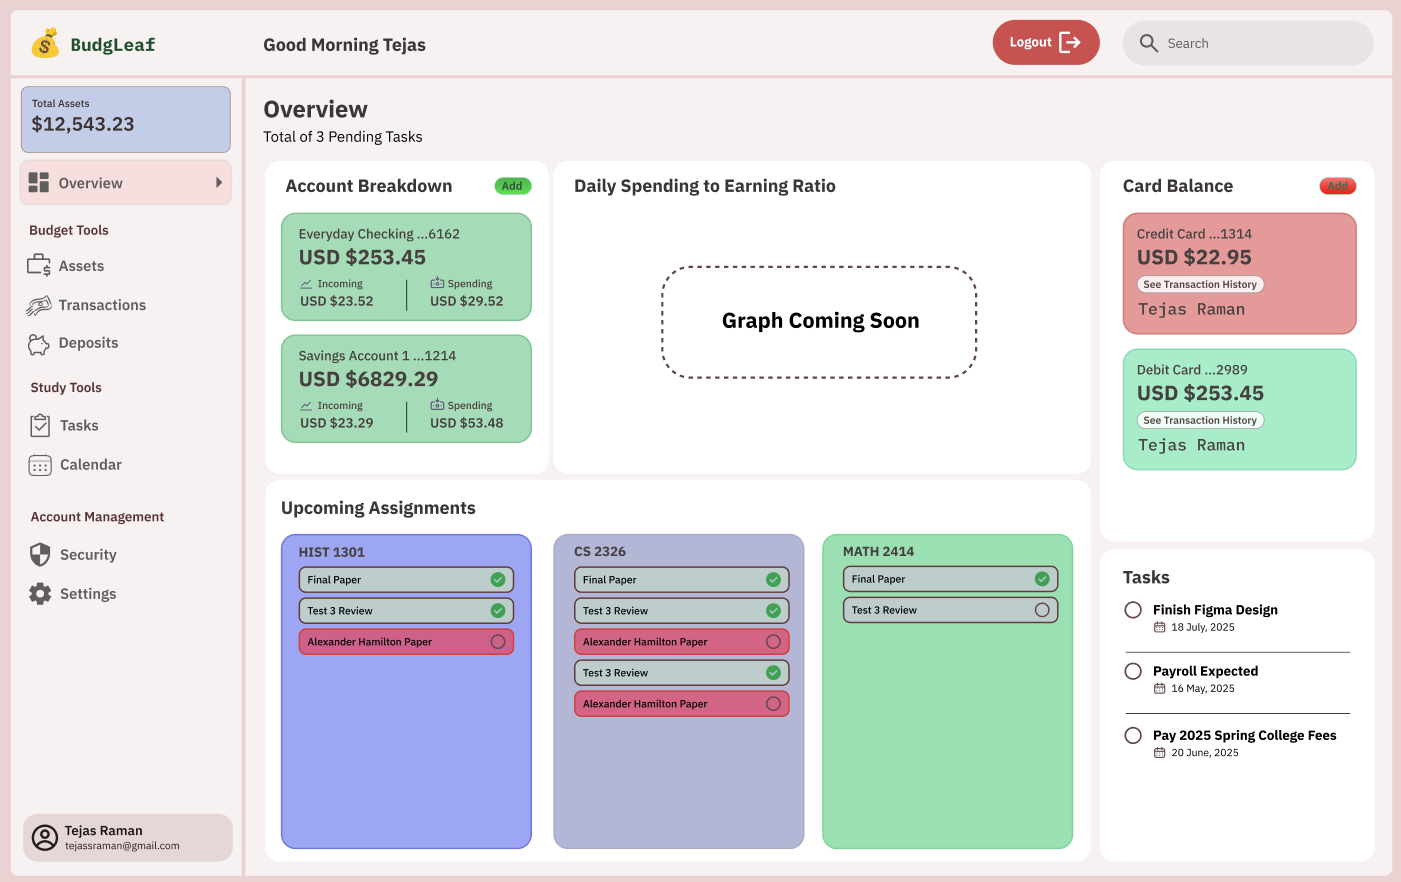 BudgLeaf
Good Morning Tejas
Logout
Search
Total Assets
$12,543.23
Overview
Budget Tools
Assets
Transactions
Deposits
Study Tools
Tasks
Calendar
Account Management
Security
Settings
Tejas Raman
tejassraman@gmail.com
Overview
Total of 3 Pending Tasks
Account Breakdown
Add
Everyday Checking ...6162
USD $253.45
Incoming
USD $23.52
Spending
USD $29.52
Savings Account 1 ...1214
USD $6829.29
Incoming
USD $23.29
Spending
USD $53.48
Daily Spending to Earning Ratio
Graph Coming Soon
Card Balance
Add
Credit Card ...1314
USD $22.95
See Transaction History
Tejas Raman
Debit Card ...2989
USD $253.45
See Transaction History
Tejas Raman
Upcoming Assignments
HIST 1301
Final Paper
Test 3 Review
Alexander Hamilton Paper
CS 2326
Final Paper
Test 3 Review
Alexander Hamilton Paper
Test 3 Review
Alexander Hamilton Paper
MATH 2414
Final Paper
Test 3 Review
Tasks
Finish Figma Design
18 July, 2025
Payroll Expected
16 May, 2025
Pay 2025 Spring College Fees
20 June, 2025